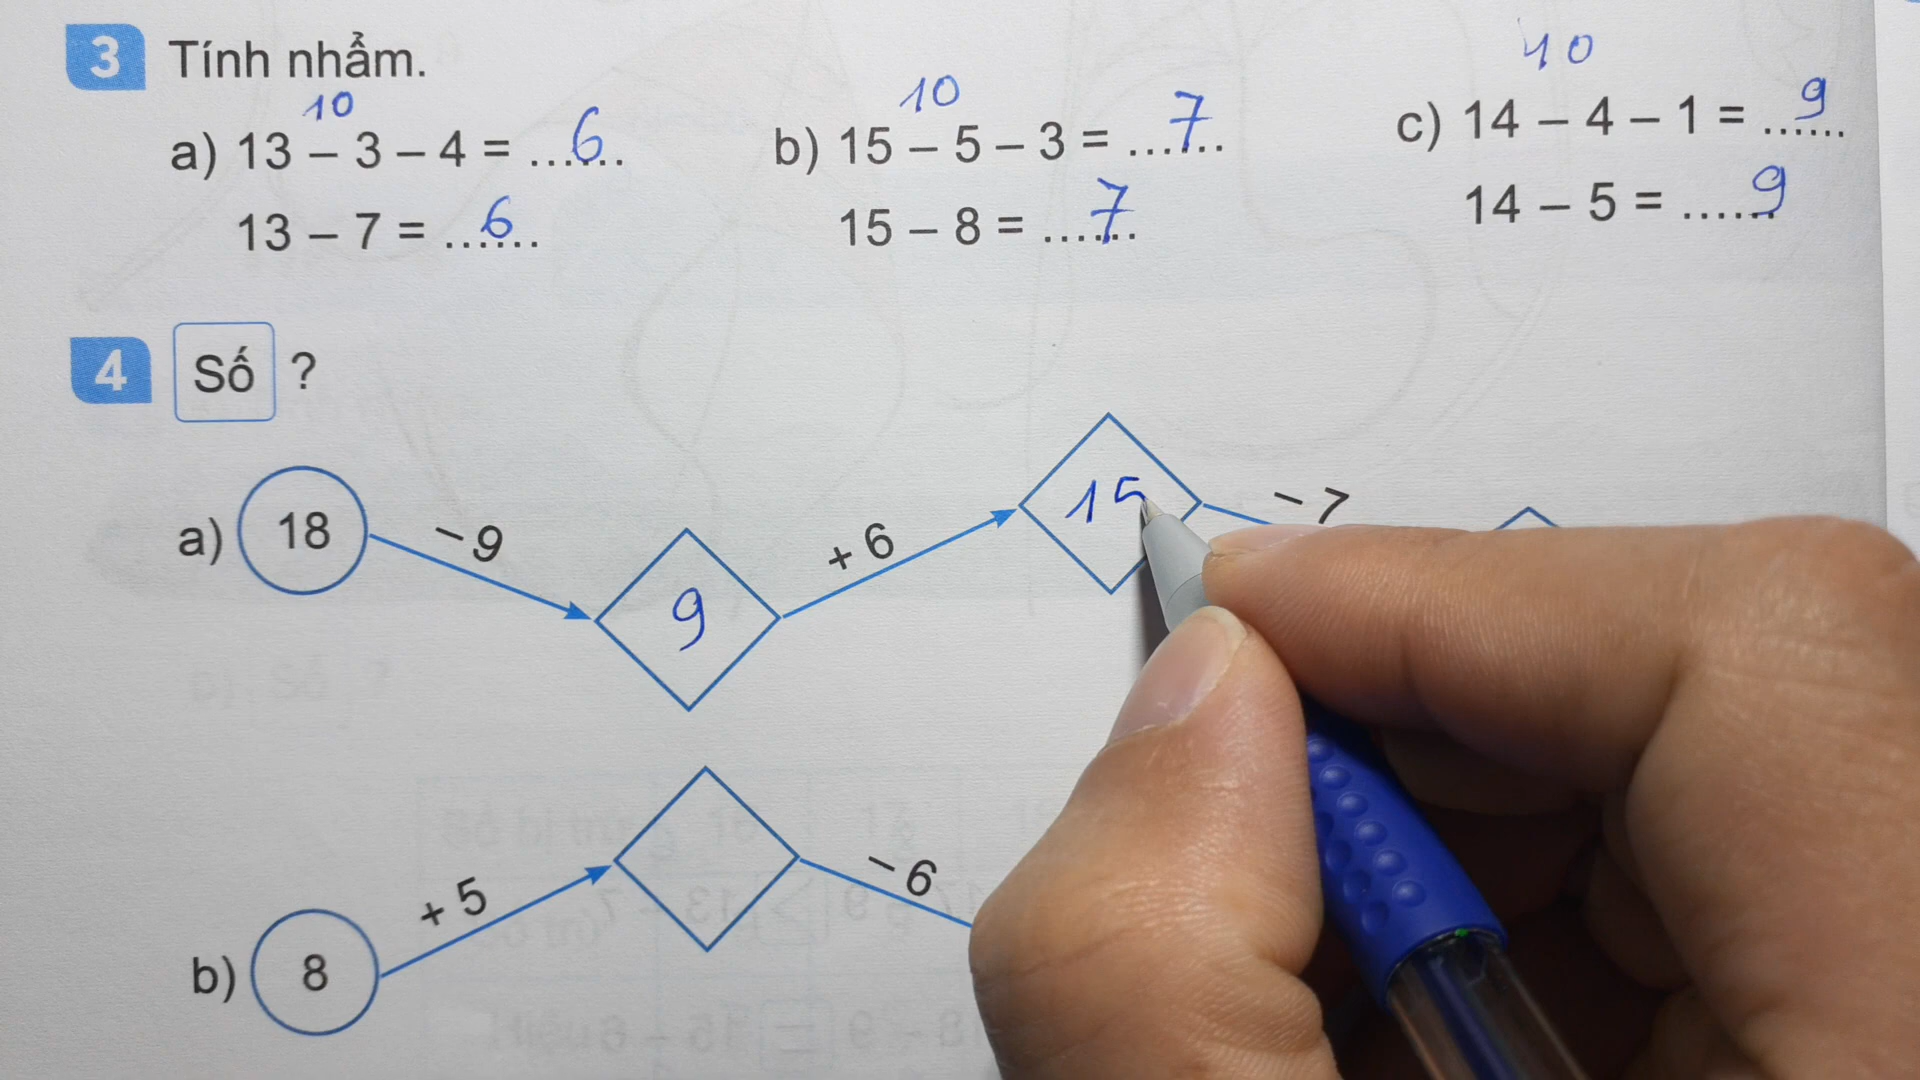 3 Tính nhẩm.
10 10 10
a) 13 – 3 – 4 = ...6... b) 15 – 5 – 3 = ...7... c) 14 – 4 – 1 = ...9...
13 – 7 = ...6... 15 – 8 = ...7... 14 – 5 = ...9...
4 Số ?
a) 18 – 9 9 + 6 15 – 7
b) 8 + 5 – 6